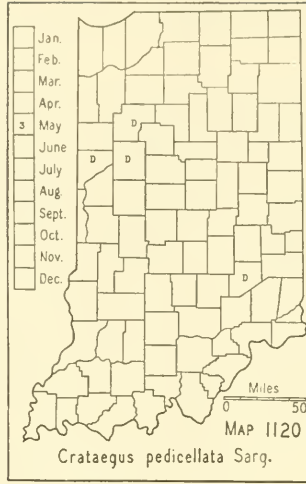 Jan.
Feb.
Mar.
Apr.
3 May
June
July
Aug.
Sept.
Oct.
Nov.
Dec.
D
D D
D
Miles
0 50
MAP 1120
Crataegus pedicellata Sarg.